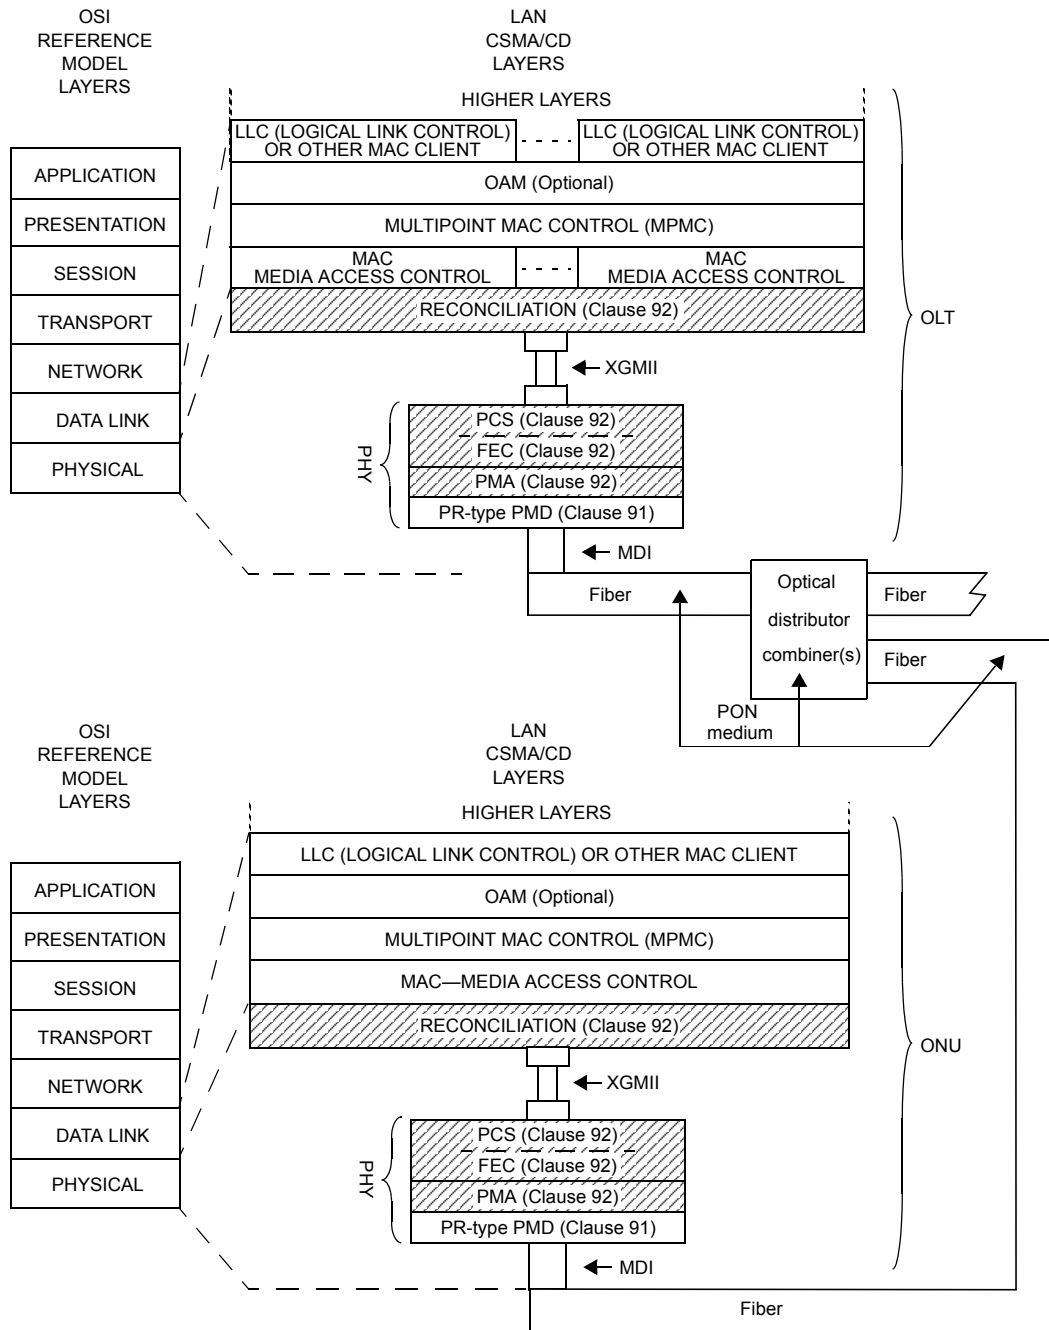 OSI
REFERENCE
MODEL
LAYERS
LAN
CSMA/CD
LAYERS
HIGHER LAYERS
LLC (LOGICAL LINK CONTROL)
OR OTHER MAC CLIENT
LLC (LOGICAL LINK CONTROL)
OR OTHER MAC CLIENT
OAM (Optional)
MULTIPOINT MAC CONTROL (MPMC)
MAC
MEDIA ACCESS CONTROL
MAC
MEDIA ACCESS CONTROL
RECONCILIATION (Clause 92)
APPLICATION
PRESENTATION
SESSION
TRANSPORT
NETWORK
DATA LINK
PHYSICAL
OLT
XGMII
PHY
PCS (Clause 92)
FEC (Clause 92)
PMA (Clause 92)
PR-type PMD (Clause 91)
MDI
Fiber
Optical
distributor
combiner(s)
Fiber
Fiber
PON
medium
OSI
REFERENCE
MODEL
LAYERS
LAN
CSMA/CD
LAYERS
HIGHER LAYERS
LLC (LOGICAL LINK CONTROL) OR OTHER MAC CLIENT
OAM (Optional)
MULTIPOINT MAC CONTROL (MPMC)
MAC—MEDIA ACCESS CONTROL
RECONCILIATION (Clause 92)
APPLICATION
PRESENTATION
SESSION
TRANSPORT
NETWORK
DATA LINK
PHYSICAL
ONU
XGMII
PHY
PCS (Clause 92)
FEC (Clause 92)
PMA (Clause 92)
PR-type PMD (Clause 91)
MDI
Fiber